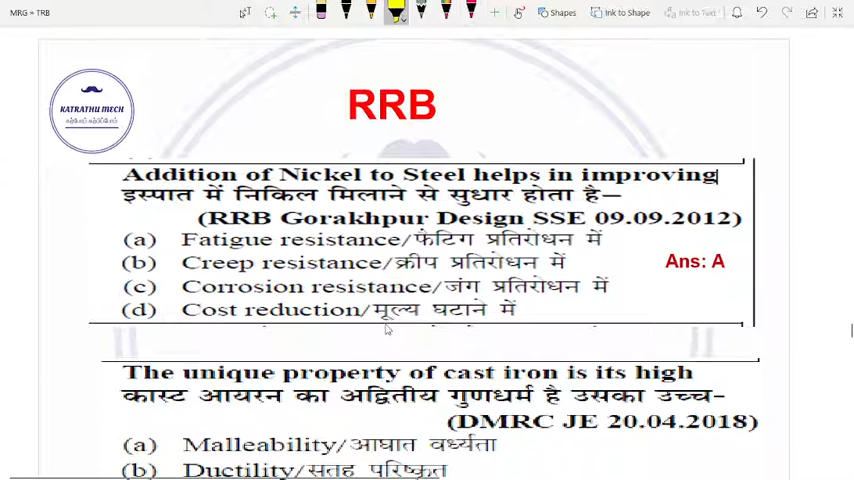 MRG » TRB
Shapes
Ink to Shape
Ink to Text
KATRATHU MECH
கற்போம் கற்பிப்போம்
RRB
Addition of Nickel to Steel helps in improving
इस्पात में निकिल मिलाने से सुधार होता है–
(RRB Gorakhpur Design SSE 09.09.2012)
(a) Fatigue resistance/फैटिग प्रतिरोधन में
(b) Creep resistance/क्रीप प्रतिरोधन में
Ans: A
(c) Corrosion resistance/जंग प्रतिरोधन में
(d) Cost reduction/मूल्य घटाने में
The unique property of cast iron is its high
कास्ट आयरन का अद्वितीय गुणधर्म है उसका उच्च–
(DMRC JE 20.04.2018)
(a) Malleability/आघात वर्ध्यता
(b) Ductility/सतह परिष्कृत